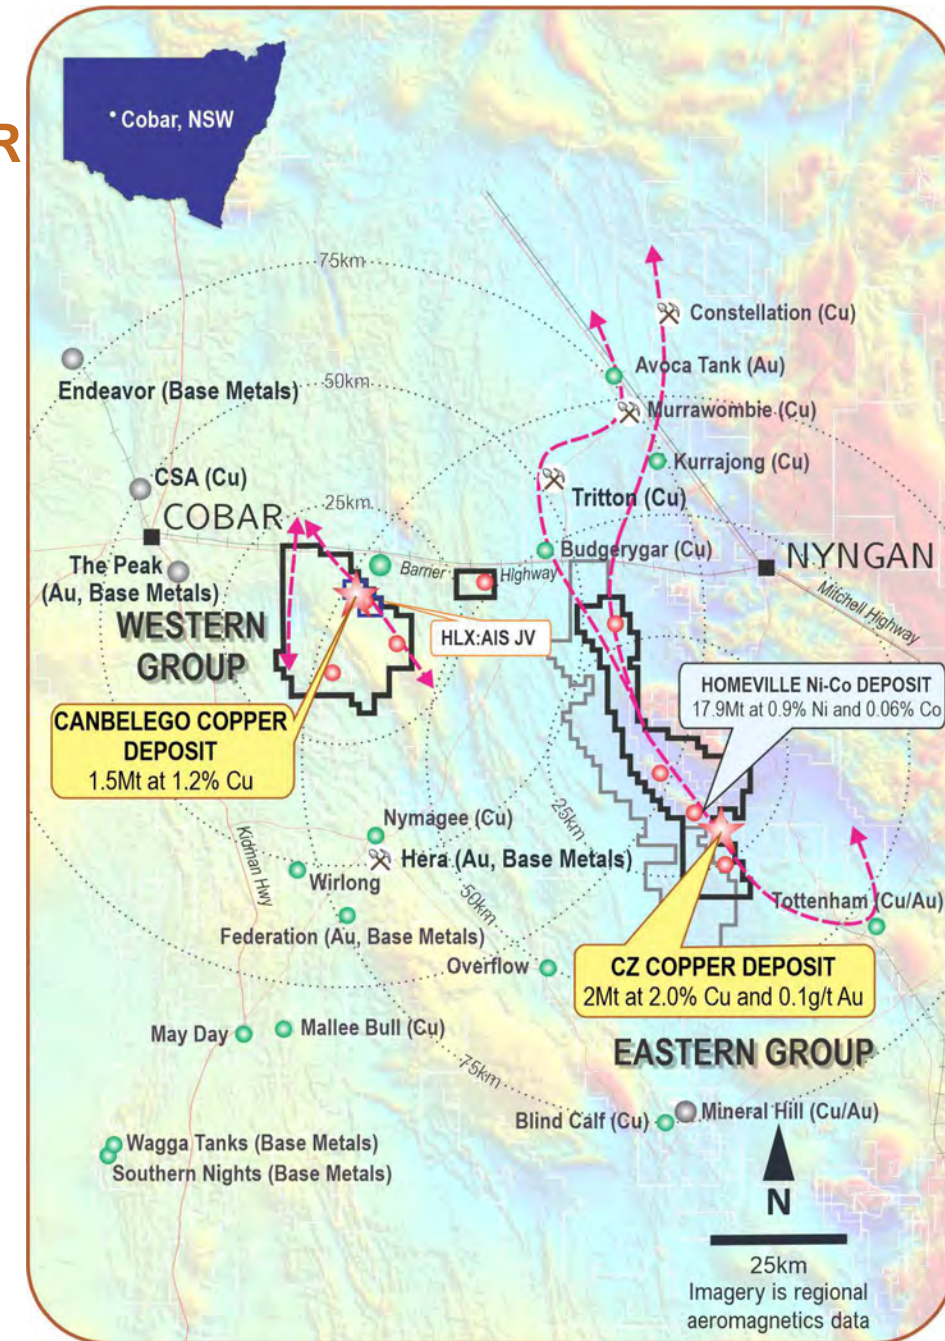 R
Cobar, NSW
75km
Constellation (Cu)
Avoca Tank (Au)
Endeavor (Base Metals)
50km
Murrawombie (Cu)
Kurrajong (Cu)
CSA (Cu)
Tritton (Cu)
25km
COBAR
Budgerygar (Cu)
NYNGAN
The Peak
(Au, Base Metals)
Barrier
Highway
Mitchell Highway
WESTERN
GROUP
HLX:AIS JV
HOMEVILLE Ni-Co DEPOSIT
17.9Mt at 0.9% Ni and 0.06% Co
CANBELEGO COPPER
DEPOSIT
1.5Mt at 1.2% Cu
25km
Nymagee (Cu)
Kidman Hwy
Hera (Au, Base Metals)
Wirlong
50km
Tottenham (Cu/Au)
Federation (Au, Base Metals)
Overflow
CZ COPPER DEPOSIT
2Mt at 2.0% Cu and 0.1g/t Au
May Day
Mallee Bull (Cu)
EASTERN GROUP
75km
Blind Calf (Cu)
Mineral Hill (Cu/Au)
Wagga Tanks (Base Metals)
Southern Nights (Base Metals)
N
25km
Imagery is regional
aeromagnetics data